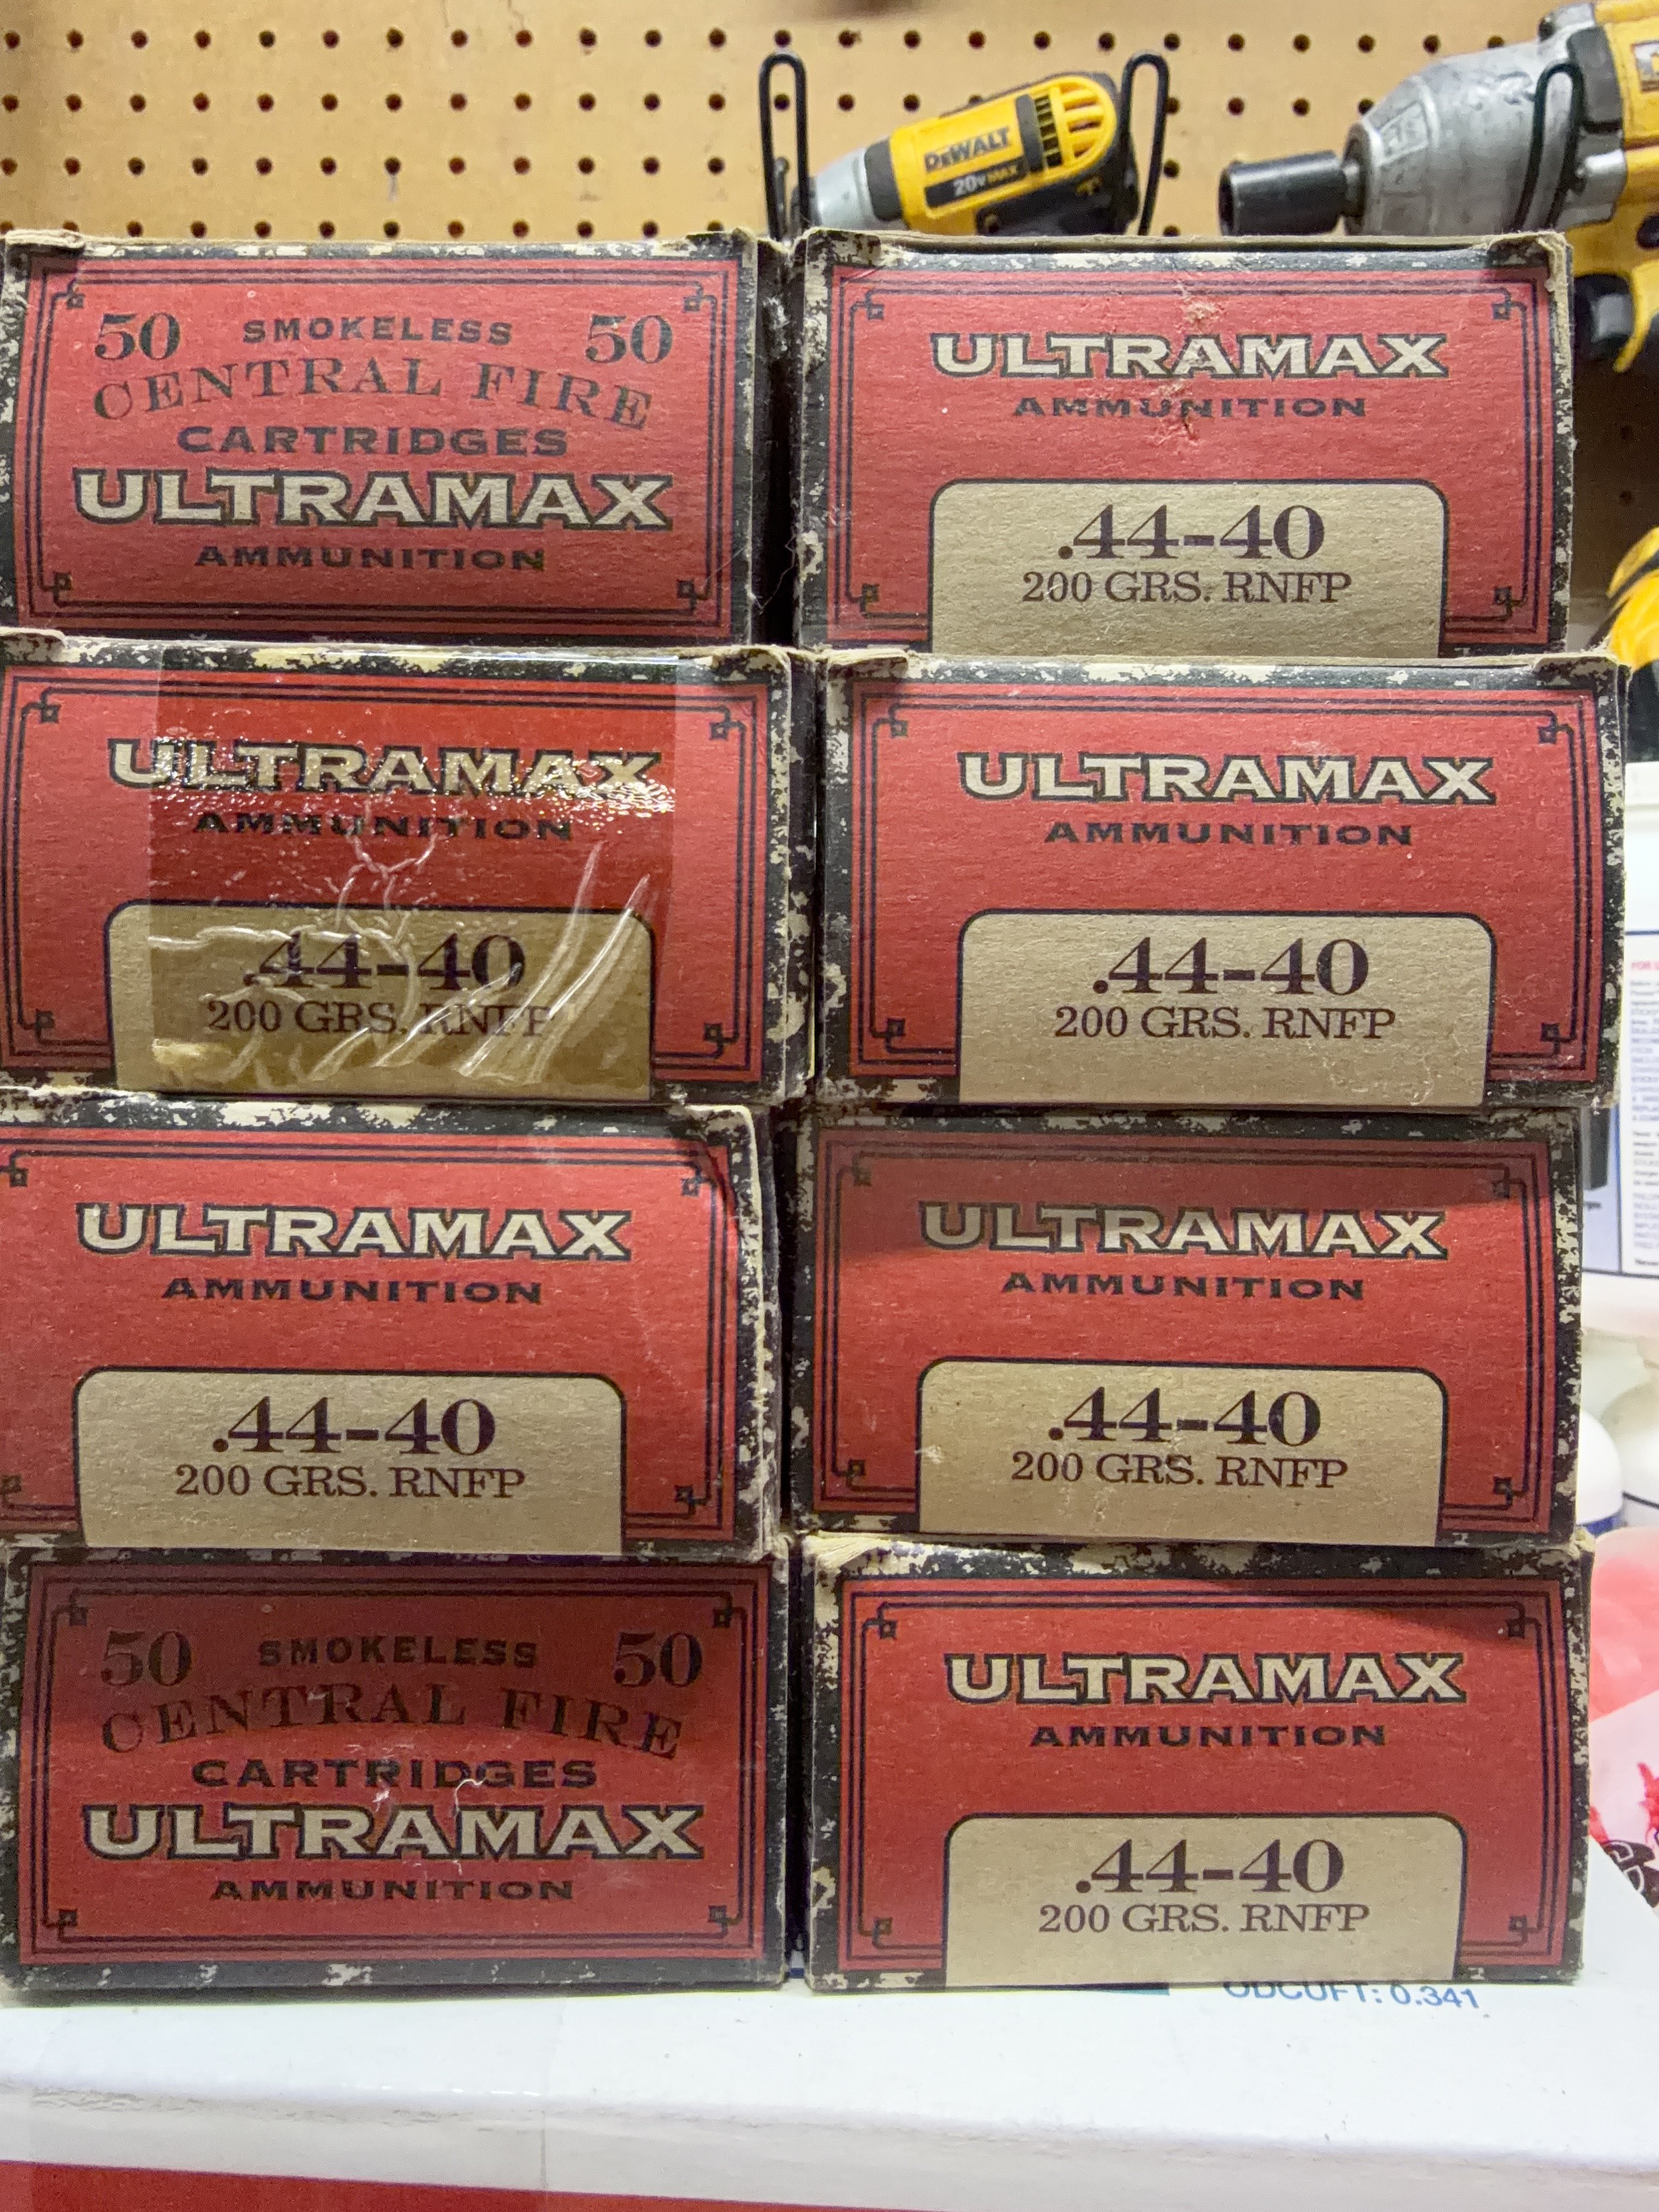 DEWALT
20V MAX
50 SMOKELESS 50
CENTRAL FIRE
CARTRIDGES
ULTRAMAX
AMMUNITION
ULTRAMAX
AMMUNITION
.44-40
200 GRS. RNFP
ULTRAMAX
AMMUNITION
.44-40
200 GRS. RNFP
ULTRAMAX
AMMUNITION
.44-40
200 GRS. RNFP
ULTRAMAX
AMMUNITION
.44-40
200 GRS. RNFP
ULTRAMAX
AMMUNITION
.44-40
200 GRS. RNFP
50 SMOKELESS 50
CENTRAL FIRE
CARTRIDGES
ULTRAMAX
AMMUNITION
ULTRAMAX
AMMUNITION
.44-40
200 GRS. RNFP
0.341